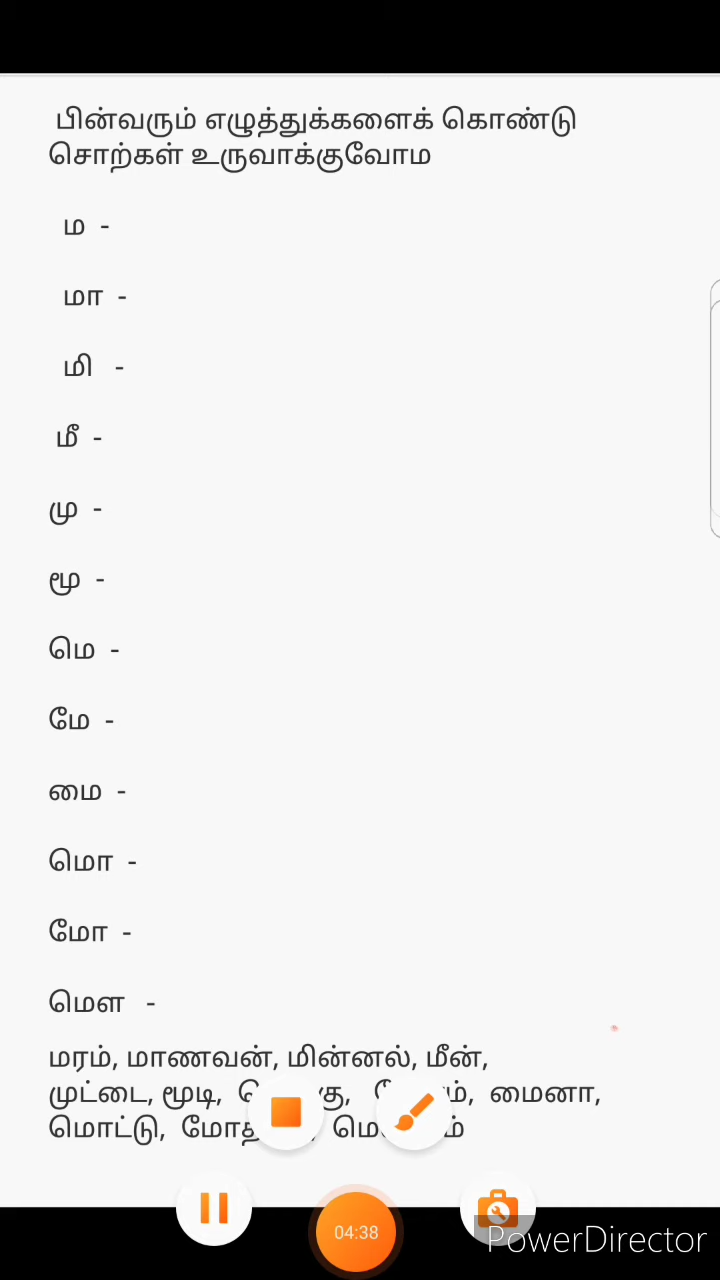 பின்வரும் எழுத்துக்களைக் கொண்டு
சொற்கள் உருவாக்குவோம
ம -
மா -
மி -
மீ -
மு -
மூ -
மெ -
மே -
மை -
மொ -
மோ -
மௌ -
மரம், மாணவன், மின்னல், மீன்,
முட்டை, மூடி, மைனா,
மொட்டு,
04:38
PowerDirector